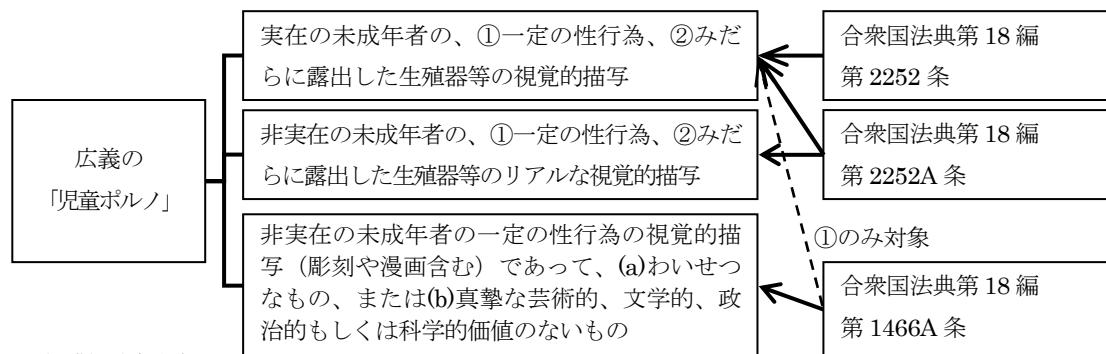 広義の
「児童ポルノ」
実在の未成年者の、①一定の性行為、②みだ
らに露出した生殖器等の視覚的描写
非実在の未成年者の、①一定の性行為、②みだ
らに露出した生殖器等のリアルな視覚的描写
非実在の未成年者の一定の性行為の視覚的描
写（彫刻や漫画含む）であって、(a)わいせつ
なもの、または(b)真摯な芸術的、文学的、政
治的もしくは科学的価値のないもの
合衆国法典第 18 編
第 2252 条
合衆国法典第 18 編
第 2252A 条
①のみ対象
合衆国法典第 18 編
第 1466A 条